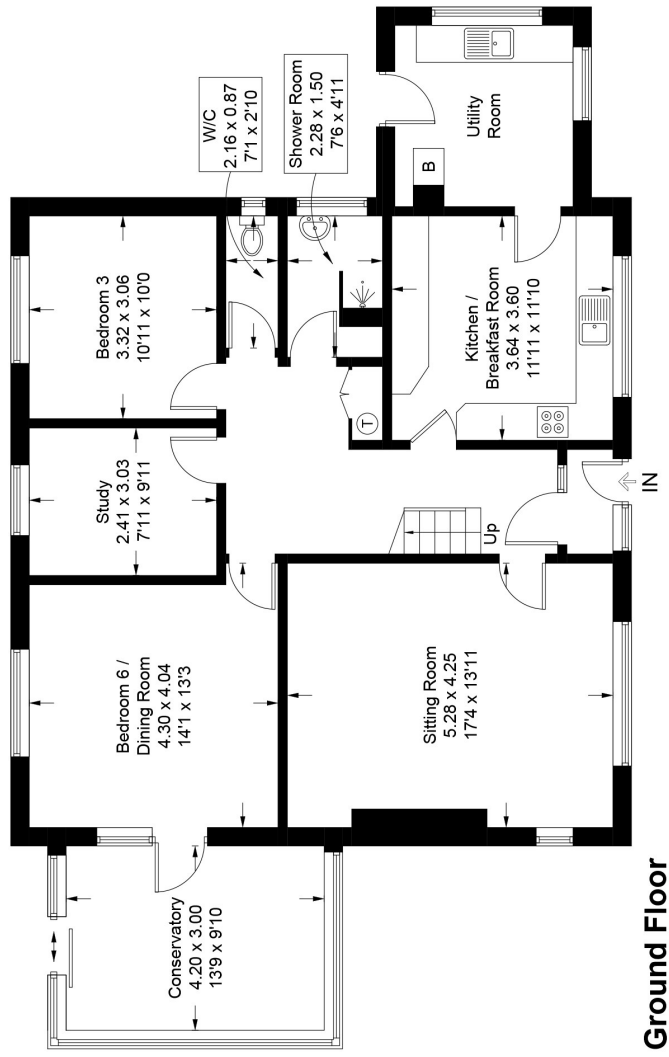 W/C
2.16 x 0.87
7'1 x 2'10
Shower Room
2.28 x 1.50
7'6 x 4'11
Utility
Room
B
Bedroom 3
3.32 x 3.06
10'11 x 10'0
Kitchen /
Breakfast Room
3.64 x 3.60
11'11 x 11'10
T
Study
2.41 x 3.03
7'11 x 9'11
Up
IN
Bedroom 6 /
Dining Room
4.30 x 4.04
14'1 x 13'3
Sitting Room
5.28 x 4.25
17'4 x 13'11
Conservatory
4.20 x 3.00
13'9 x 9'10
Ground Floor